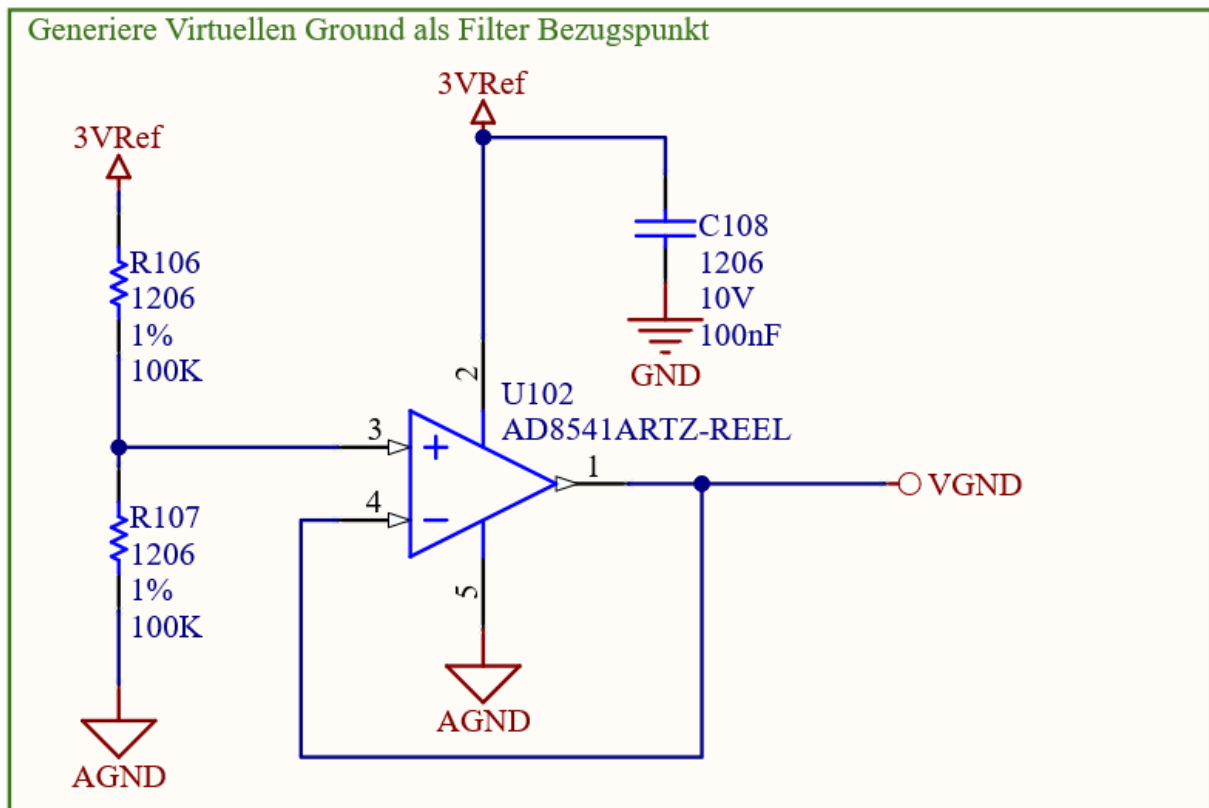 Generiere Virtuellen Ground als Filter Bezugspunkt
3VRef
3VRef
R106
1206
1%
100K
C108
1206
10V
100nF
GND
2
U102
AD8541ARTZ-REEL
3
+
1
VGND
4
−
R107
1206
1%
100K
5
AGND
AGND